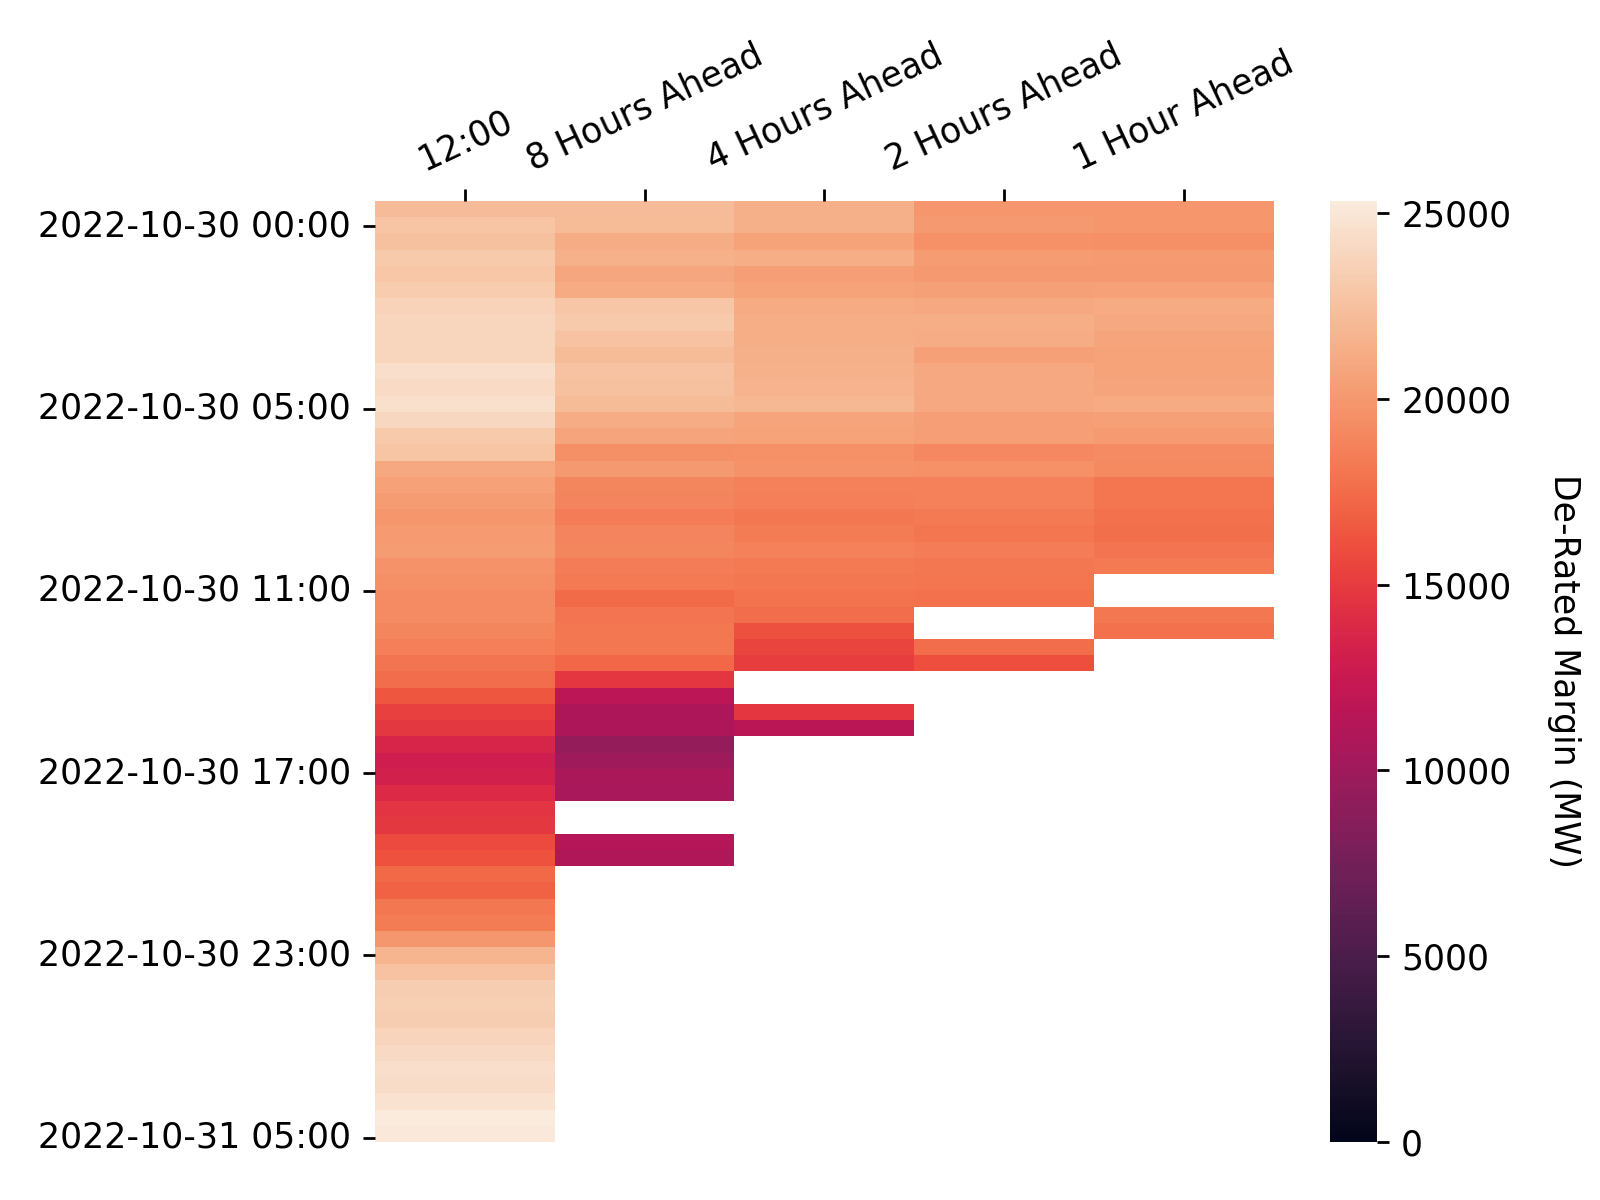 12:00
8 Hours Ahead
4 Hours Ahead
2 Hours Ahead
1 Hour Ahead
2022-10-30 00:00
2022-10-30 05:00
2022-10-30 11:00
2022-10-30 17:00
2022-10-30 23:00
2022-10-31 05:00
25000
20000
15000
10000
5000
0
De-Rated Margin (MW)